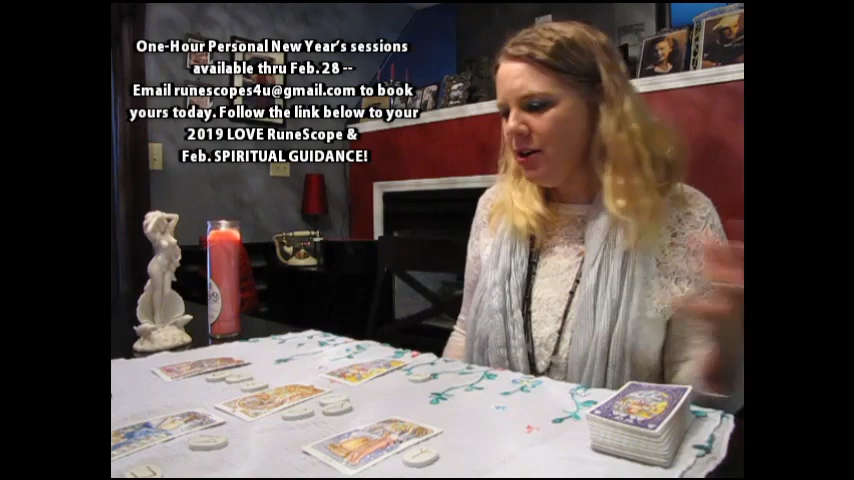 One-Hour Personal New Year's sessions
available thru Feb. 28 --
Email runescopes4u@gmail.com to book
yours today. Follow the link below to your
2019 LOVE RuneScope &
Feb. SPIRITUAL GUIDANCE!